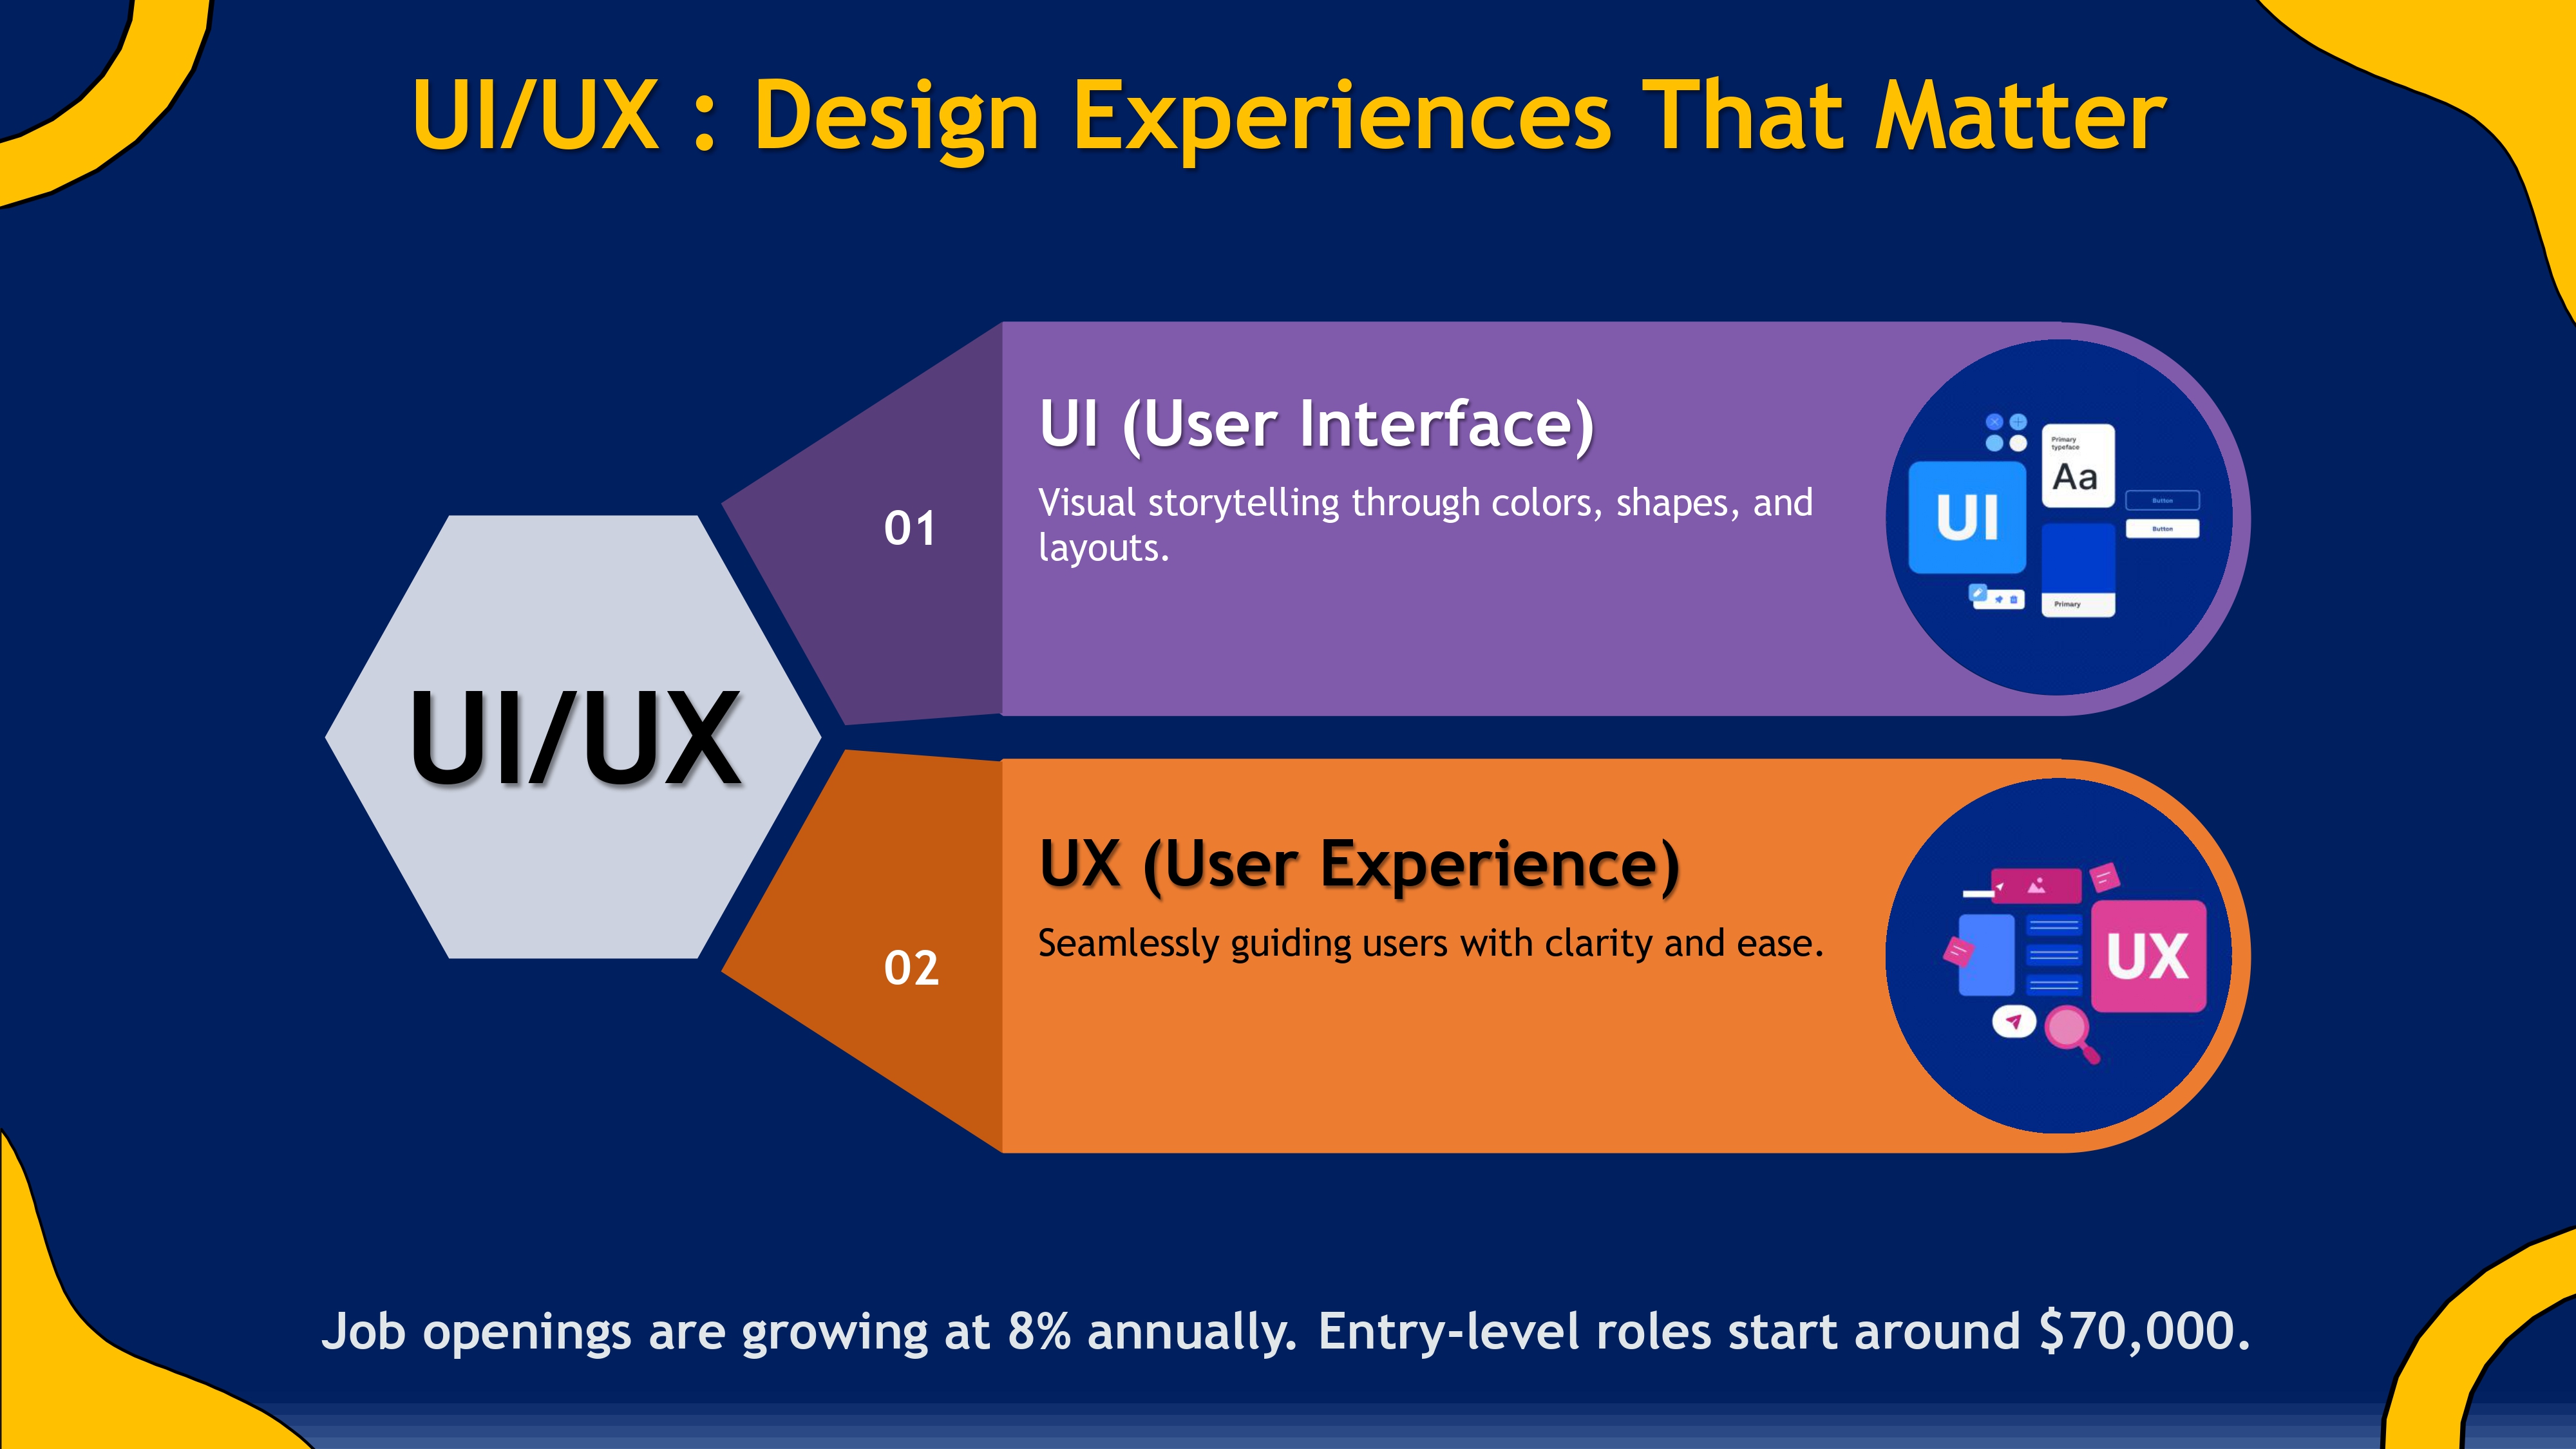 UI/UX : Design Experiences That Matter
UI/UX
01
UI (User Interface)
Visual storytelling through colors, shapes, and
layouts.
UI
Primary
typeface
Aa
Button
Button
Primary
02
UX (User Experience)
Seamlessly guiding users with clarity and ease.
UX
Job openings are growing at 8% annually. Entry-level roles start around $70,000.